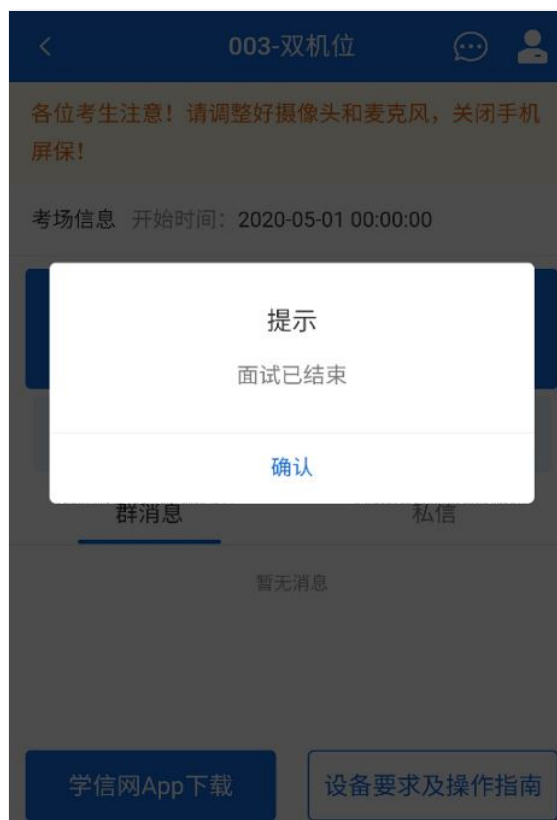 003-双机位
各位考生注意！请调整好摄像头和麦克风，关闭手机
屏保！
考场信息 开始时间：2020-05-01 00:00:00
提示
面试已结束
确认
群消息 私信
暂无消息
学信网App下载 设备要求及操作指南